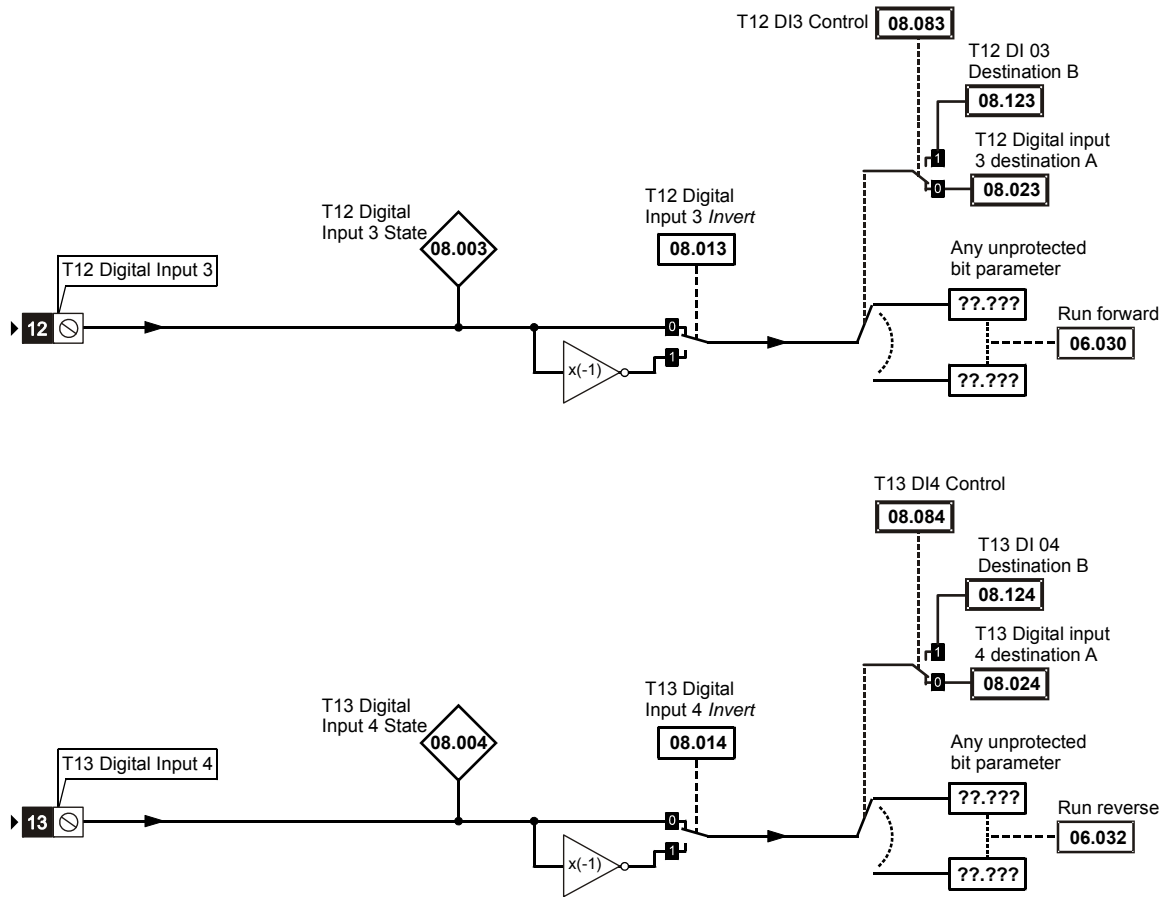 T12 DI3 Control
08.083
T12 DI 03
Destination B
08.123
1
T12 Digital input
3 destination A
0
08.023
T12 Digital
Input 3 State
08.003
T12 Digital
Input 3 Invert
08.013
Any unprotected
bit parameter
??.???
Run forward
06.030
??.???
T12 Digital Input 3
12
0
1
x(-1)
T13 DI4 Control
08.084
T13 DI 04
Destination B
08.124
1
T13 Digital input
4 destination A
0
08.024
T13 Digital
Input 4 State
08.004
T13 Digital
Input 4 Invert
08.014
Any unprotected
bit parameter
??.???
Run reverse
06.032
??.???
T13 Digital Input 4
13
0
1
x(-1)